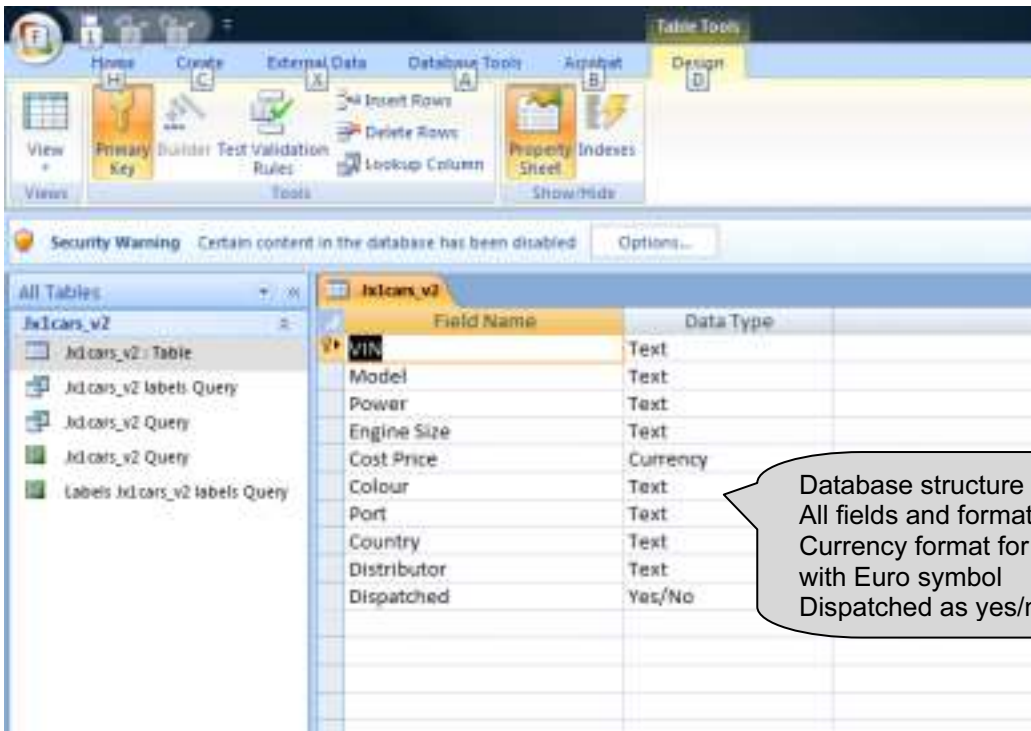 Table Tools
Home Create External Data Database Tools Acrobat Design
H C X A B D
View
Primary Key
Builder
Test Validation Rules
Insert Rows
Delete Rows
Lookup Column
Property Sheet
Indexes
Views Tools Show/Hide
Security Warning Certain content in the database has been disabled Options...
All Tables
Jx1cars_v2
Field Name Data Type
Jx1cars_v2
Jx1cars_v2 : Table
Jx1cars_v2 labels Query
Jx1cars_v2 Query
Jx1cars_v2 Query
Labels Jx1cars_v2 labels Query
VIN Text
Model Text
Power Text
Engine Size Text
Cost Price Currency
Colour Text
Port Text
Country Text
Distributor Text
Dispatched Yes/No
Database structure
All fields and format
Currency format for
with Euro symbol
Dispatched as yes/n